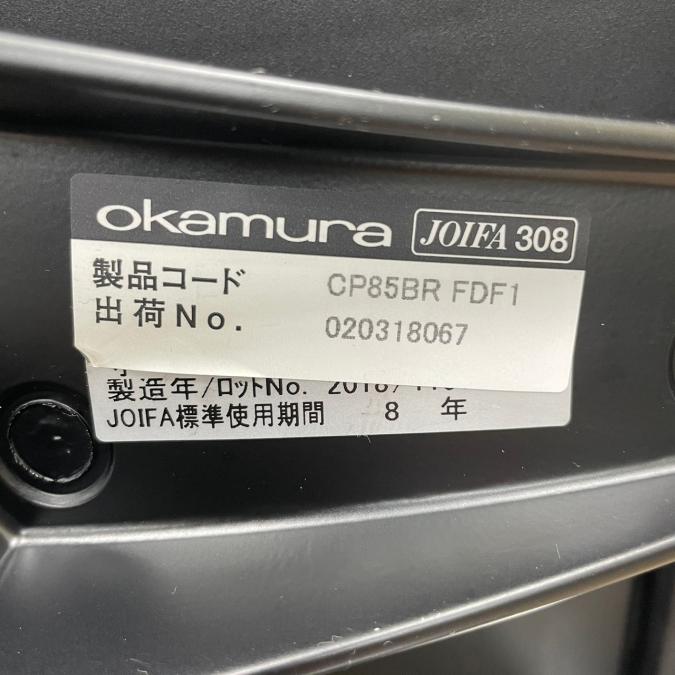 okamura JOIFA 308
製品コード CP85BR FDF1
出荷No. 020318067
製造年/ロットNo. 2018/
JOIFA標準使用期間 8 年